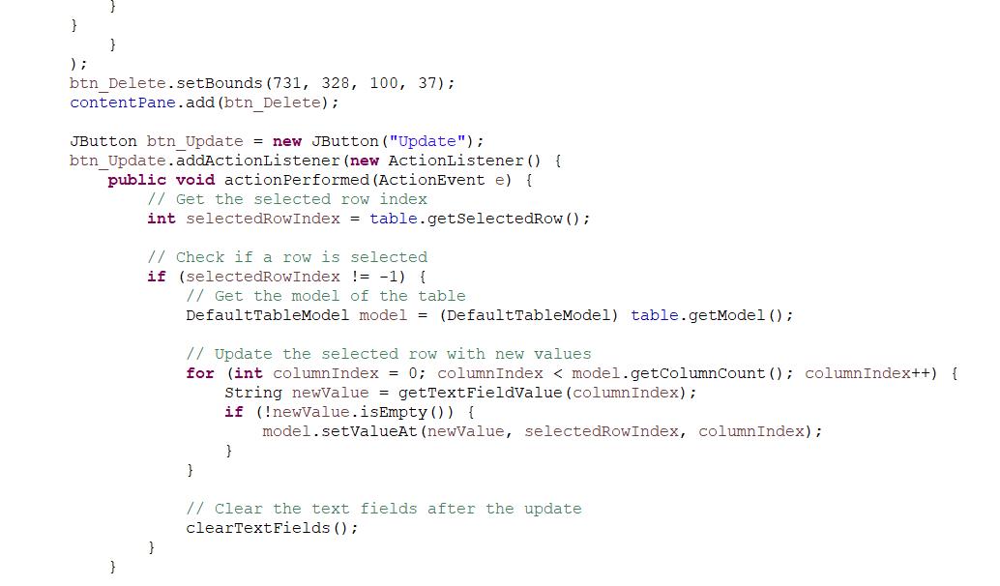 }
}
}
);
btn_Delete.setBounds(731, 328, 100, 37);
contentPane.add(btn_Delete);
JButton btn_Update = new JButton("Update");
btn_Update.addActionListener(new ActionListener() {
public void actionPerformed(ActionEvent e) {
// Get the selected row index
int selectedRowIndex = table.getSelectedRow();
// Check if a row is selected
if (selectedRowIndex != -1) {
// Get the model of the table
DefaultTableModel model = (DefaultTableModel) table.getModel();
// Update the selected row with new values
for (int columnIndex = 0; columnIndex < model.getColumnCount(); columnIndex++) {
String newValue = getTextFieldValue(columnIndex);
if (!newValue.isEmpty()) {
model.setValueAt(newValue, selectedRowIndex, columnIndex);
}
}
// Clear the text fields after the update
clearTextFields();
}
}